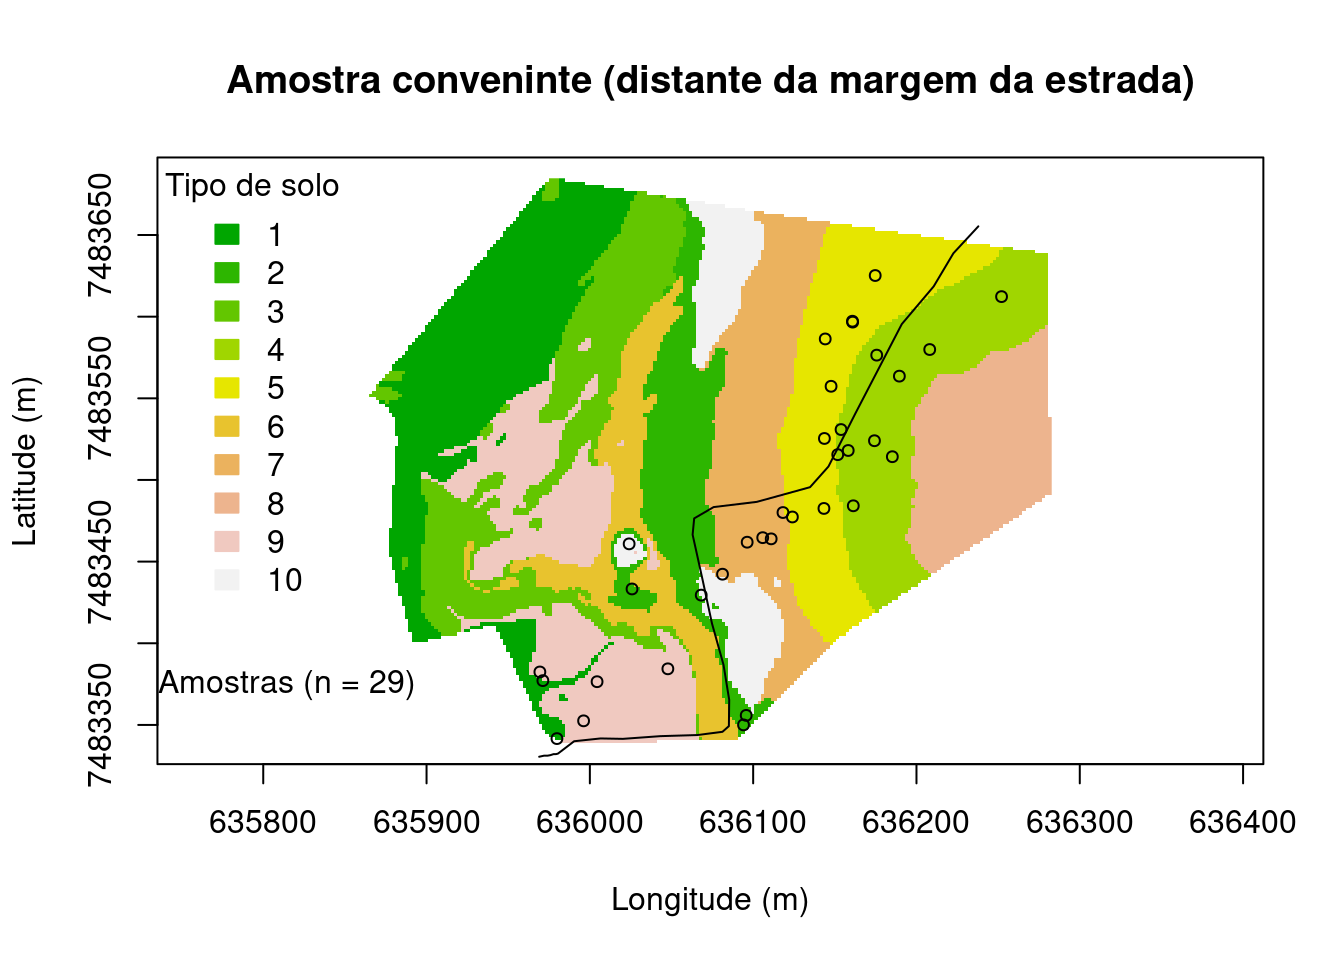 Amostra conveninte (distante da margem da estrada)
Tipo de solo
1
2
3
4
5
6
7
8
9
10
Amostras (n = 29)
Latitude (m)
7483650
7483550
7483450
7483350
635800 635900 636000 636100 636200 636300 636400
Longitude (m)